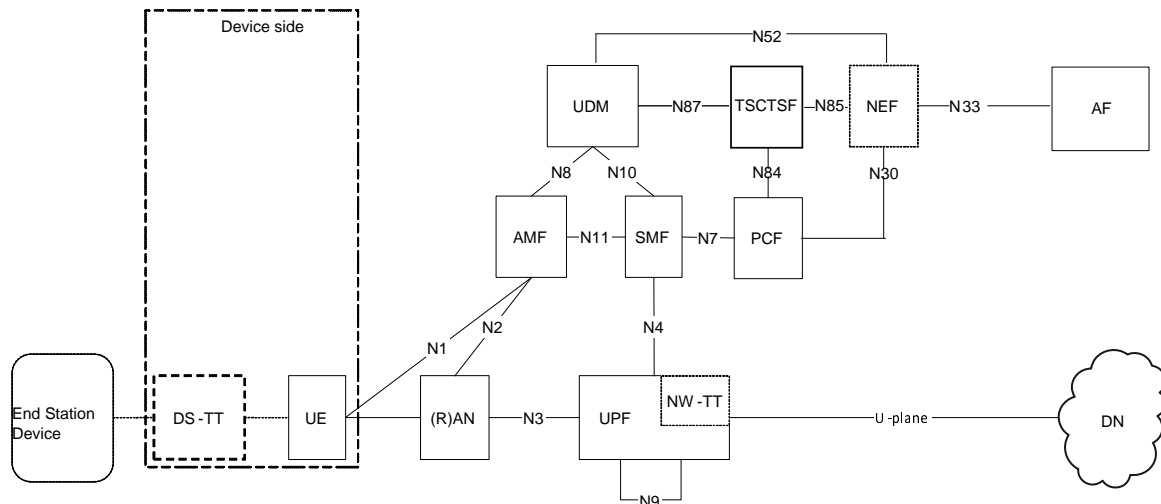 Device side
N52
UDM
N87
TSCTSF
N85
NEF
N33
AF
N8
N10
N84
N30
AMF
N11
SMF
N7
PCF
N1
N2
N4
End Station
Device
DS-TT
UE
(R)AN
N3
UPF
NW-TT
U-plane
DN
N9